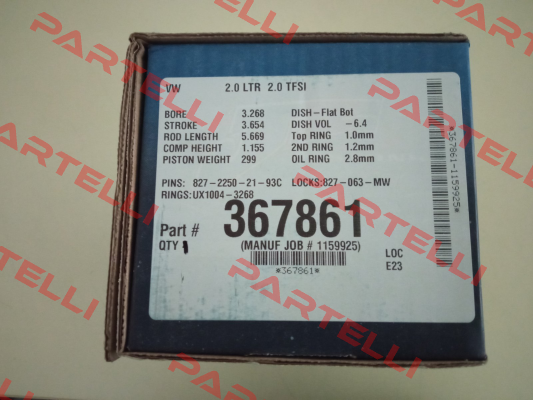 VW 2.0 LTR 2.0 TFSI
BORE 3.268 DISH-Flat Bot
STROKE 3.654 DISH VOL -6.4
ROD LENGTH 5.669 Top RING 1.0mm
COMP HEIGHT 1.155 2ND RING 1.2mm
PISTON WEIGHT 299 OIL RING 2.8mm
PINS: 827-2250-21-93C LOCKS:827-063-MW
RINGS:UX1004-3268
Part # 367861
QTY 1 (MANUF JOB # 1159925)
LOC
E23
*367861*
*367861-1159925*
PARTELLI
PARTELLI
PARTELLI
PARTELLI